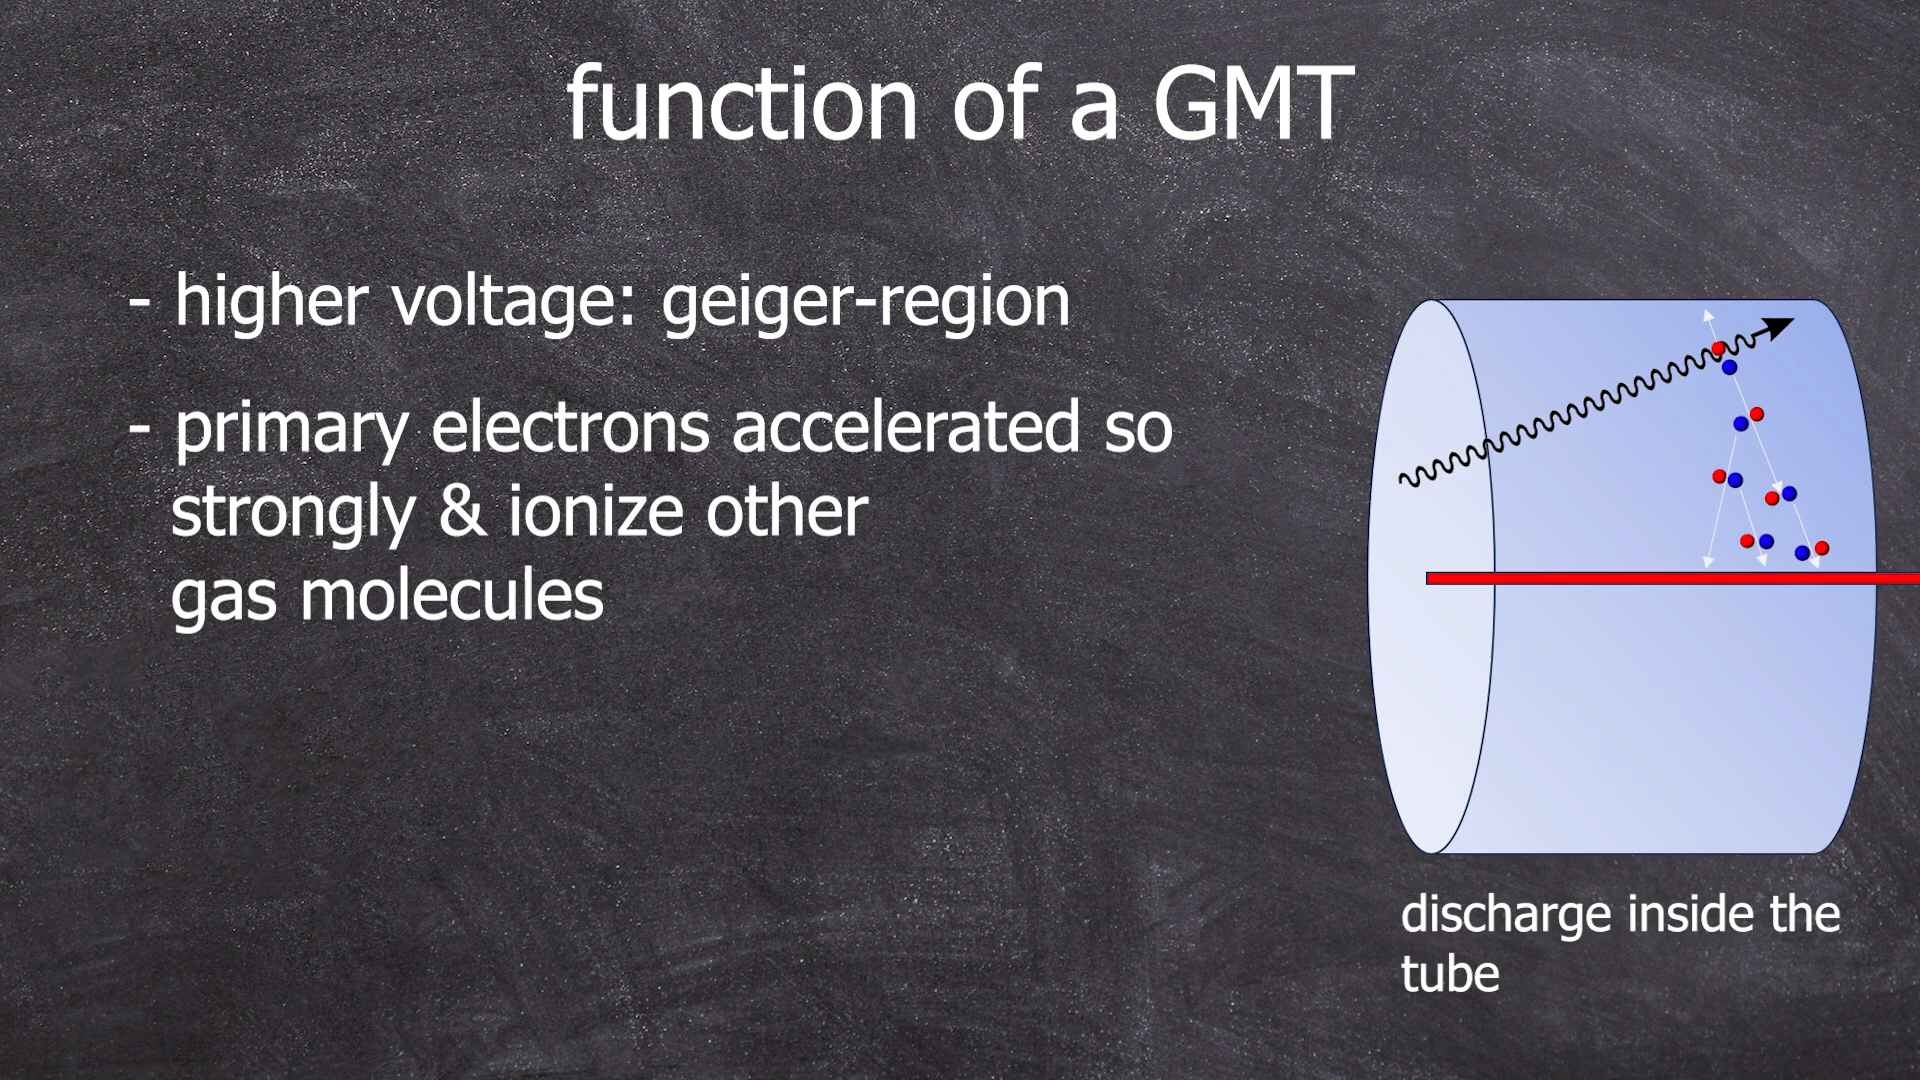 function of a GMT
- higher voltage: geiger-region
- primary electrons accelerated so
strongly & ionize other
gas molecules
discharge inside the
tube